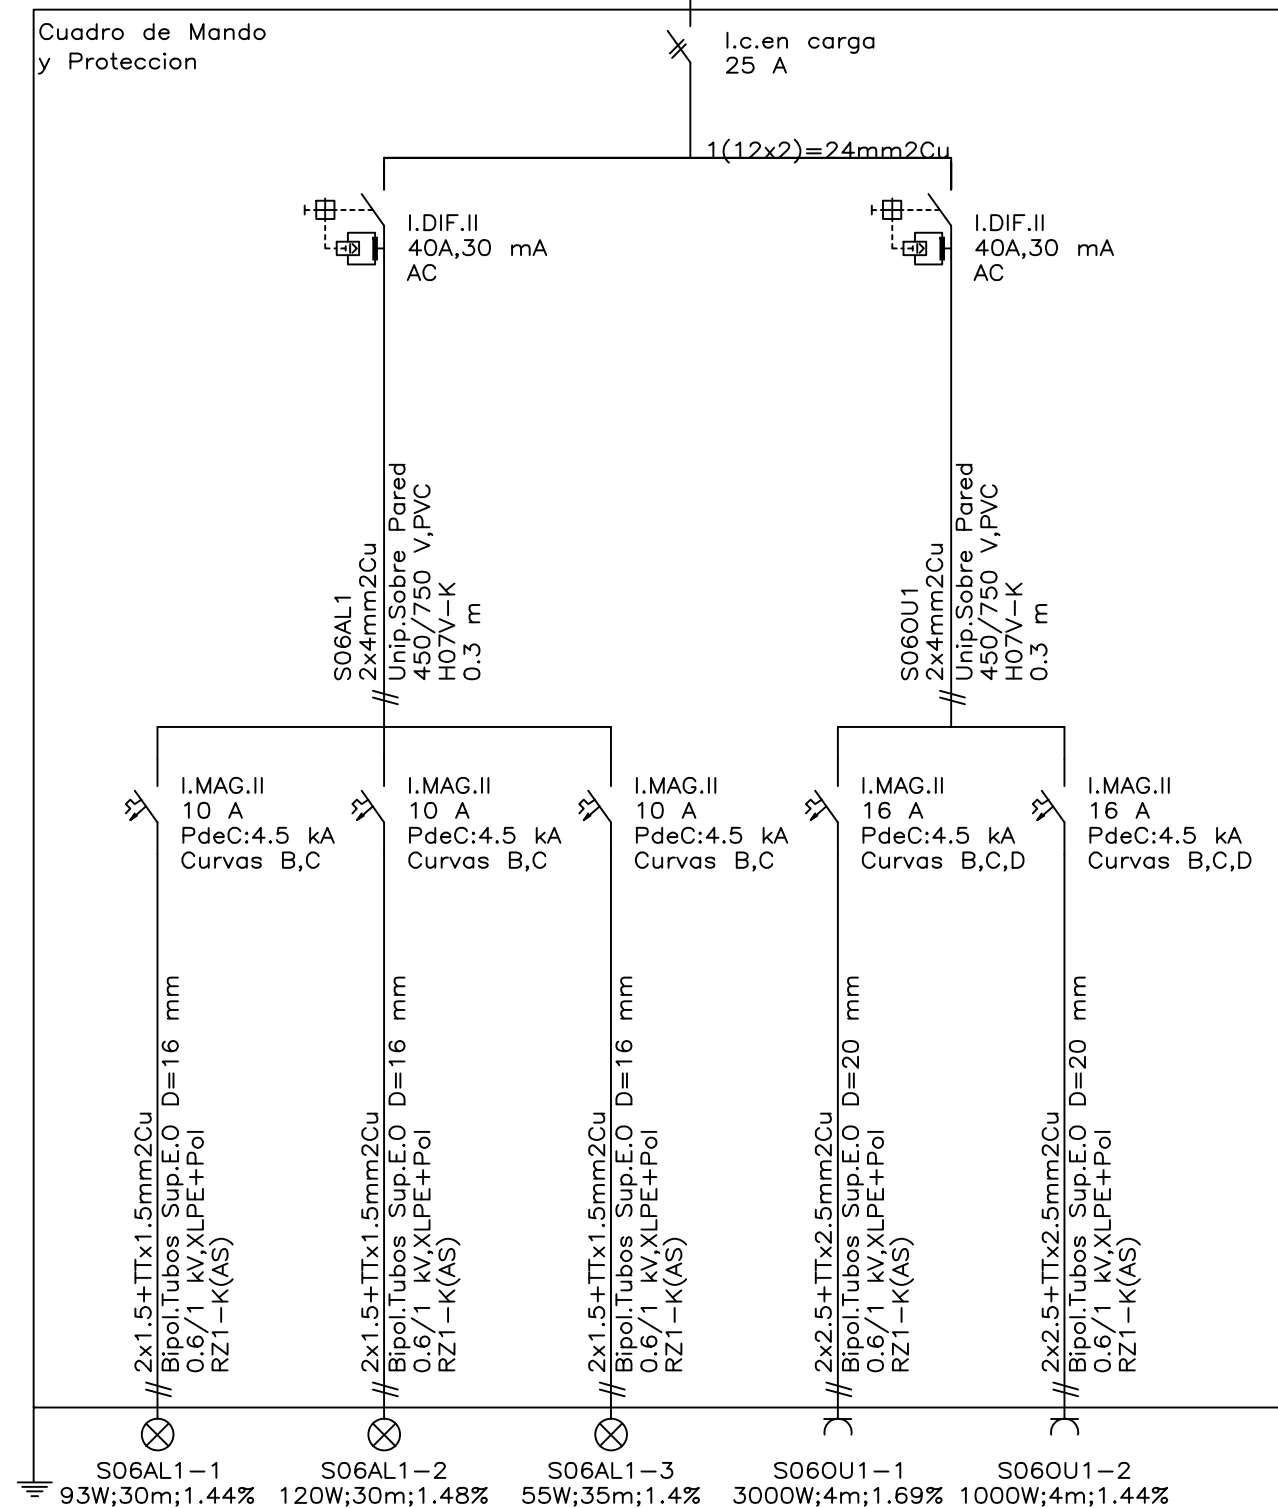 Cuadro de Mando
y Proteccion
I.c.en carga
25 A
1(12x2)=24mm2Cu
I.DIF.II
40A,30 mA
AC
I.DIF.II
40A,30 mA
AC
S06AL1
2x4mm2Cu
Unip.Sobre Pared
450/750 V,PVC
H07V-K
0.3 m
S06OU1
2x4mm2Cu
Unip.Sobre Pared
450/750 V,PVC
H07V-K
0.3 m
I.MAG.II
10 A
PdeC:4.5 kA
Curvas B,C
I.MAG.II
10 A
PdeC:4.5 kA
Curvas B,C
I.MAG.II
10 A
PdeC:4.5 kA
Curvas B,C
I.MAG.II
16 A
PdeC:4.5 kA
Curvas B,C,D
I.MAG.II
16 A
PdeC:4.5 kA
Curvas B,C,D
2x1.5+TTx1.5mm2Cu
Bipol.Tubos Sup.E.O D=16 mm
0.6/1 kV,XLPE+Pol
RZ1-K(AS)
2x1.5+TTx1.5mm2Cu
Bipol.Tubos Sup.E.O D=16 mm
0.6/1 kV,XLPE+Pol
RZ1-K(AS)
2x1.5+TTx1.5mm2Cu
Bipol.Tubos Sup.E.O D=16 mm
0.6/1 kV,XLPE+Pol
RZ1-K(AS)
2x2.5+TTx2.5mm2Cu
Bipol.Tubos Sup.E.O D=20 mm
0.6/1 kV,XLPE+Pol
RZ1-K(AS)
2x2.5+TTx2.5mm2Cu
Bipol.Tubos Sup.E.O D=20 mm
0.6/1 kV,XLPE+Pol
RZ1-K(AS)
S06AL1-1
93W;30m;1.44%
S06AL1-2
120W;30m;1.48%
S06AL1-3
55W;35m;1.4%
S06OU1-1
3000W;4m;1.69%
S06OU1-2
1000W;4m;1.44%